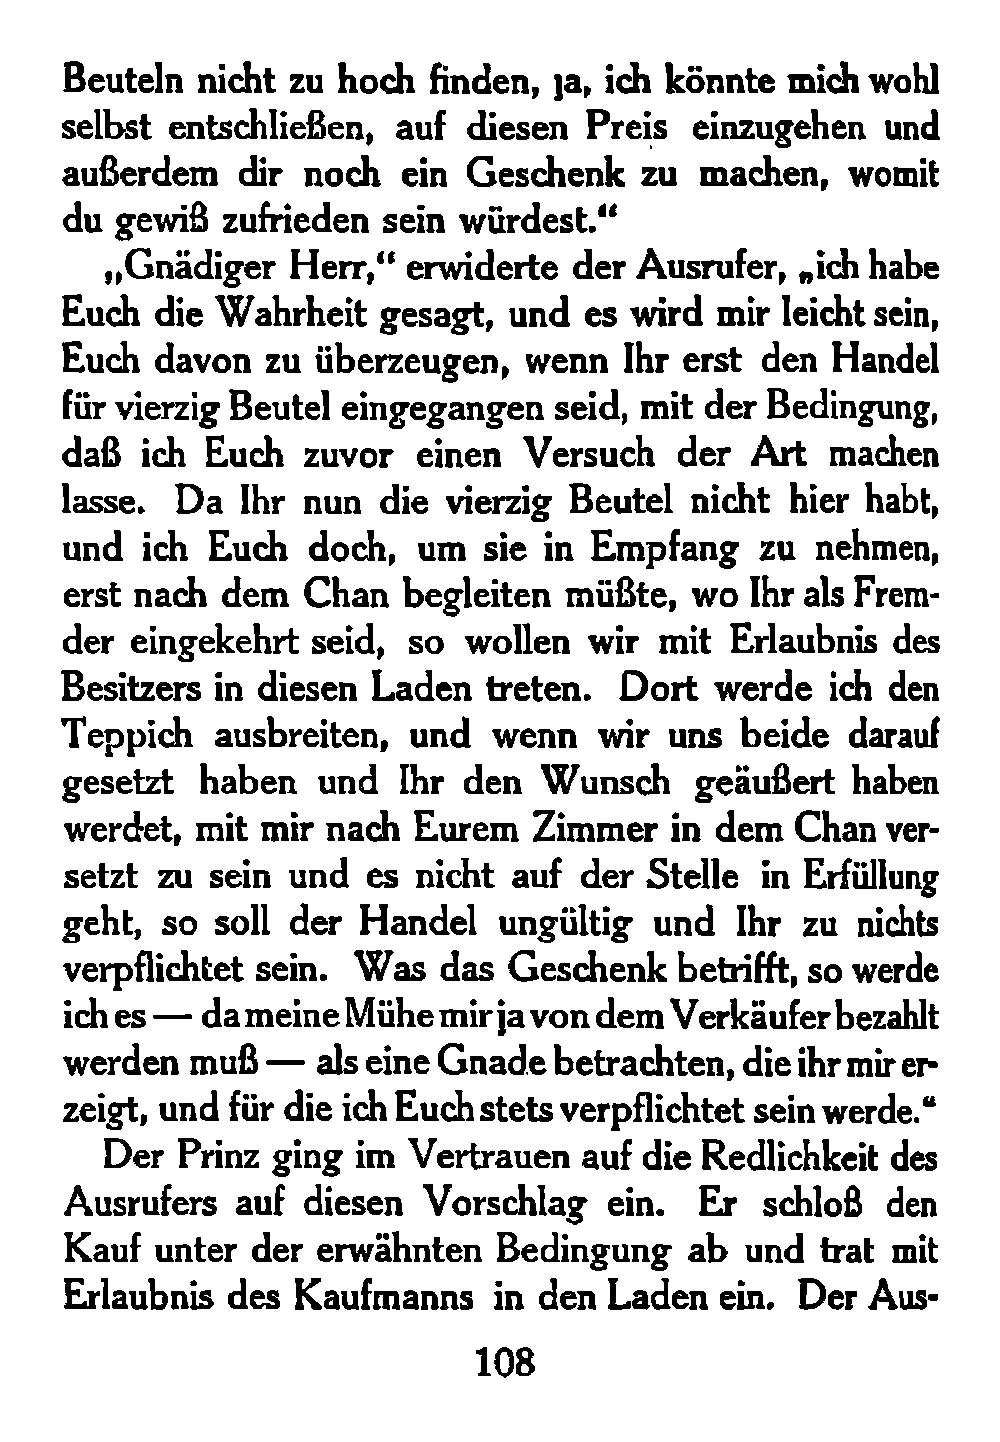 Beuteln nicht zu hoch finden, ja, ich könnte mich wohl
selbst entschließen, auf diesen Preis einzugehen und
außerdem dir noch ein Geschenk zu machen, womit
du gewiß zufrieden sein würdest.“
„Gnädiger Herr,“ erwiderte der Ausrufer, „ich habe
Euch die Wahrheit gesagt, und es wird mir leicht sein,
Euch davon zu überzeugen, wenn Ihr erst den Handel
für vierzig Beutel eingegangen seid, mit der Bedingung,
daß ich Euch zuvor einen Versuch der Art machen
lasse. Da Ihr nun die vierzig Beutel nicht hier habt,
und ich Euch doch, um sie in Empfang zu nehmen,
erst nach dem Chan begleiten müßte, wo Ihr als Frem-
der eingekehrt seid, so wollen wir mit Erlaubnis des
Besitzers in diesen Laden treten. Dort werde ich den
Teppich ausbreiten, und wenn wir uns beide darauf
gesetzt haben und Ihr den Wunsch geäußert haben
werdet, mit mir nach Eurem Zimmer in dem Chan ver-
setzt zu sein und es nicht auf der Stelle in Erfüllung
geht, so soll der Handel ungültig und Ihr zu nichts
verpflichtet sein. Was das Geschenk betrifft, so werde
ich es — da meine Mühe mir ja von dem Verkäufer bezahlt
werden muß — als eine Gnade betrachten, die ihr mir er-
zeigt, und für die ich Euch stets verpflichtet sein werde.“
Der Prinz ging im Vertrauen auf die Redlichkeit des
Ausrufers auf diesen Vorschlag ein. Er schloß den
Kauf unter der erwähnten Bedingung ab und trat mit
Erlaubnis des Kaufmanns in den Laden ein. Der Aus-
108